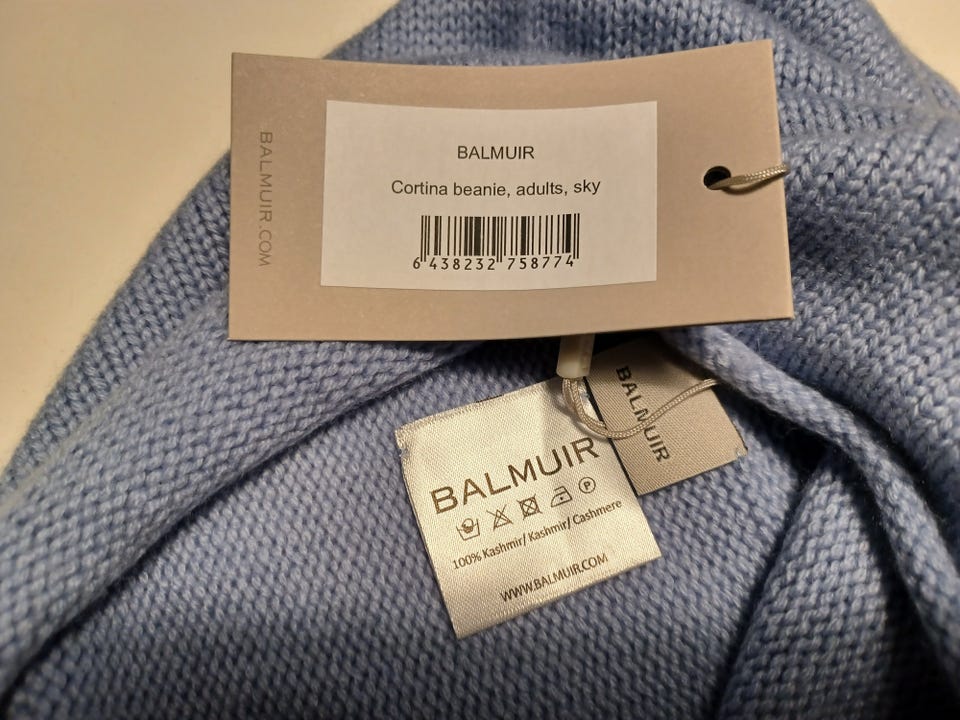 BALMUIR.COM
BALMUIR
Cortina beanie, adults, sky
6 438232 758774
BALMUIR
BALMUIR
P
100% Kashmir/ Kashmir/ Cashmere
WWW.BALMUIR.COM